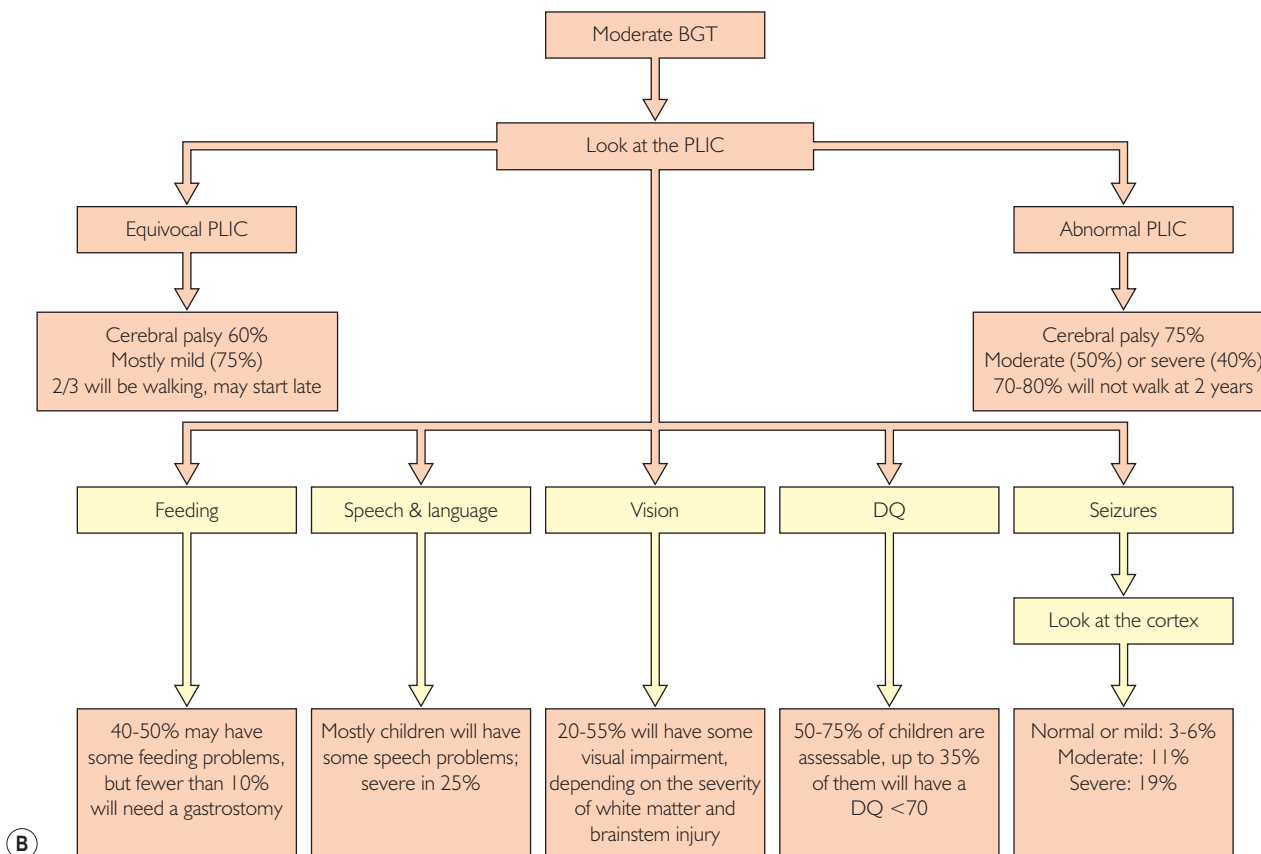 Moderate BGT
Look at the PLIC
Equivocal PLIC
Abnormal PLIC
Cerebral palsy 60%
Mostly mild (75%)
2/3 will be walking, may start late
Cerebral palsy 75%
Moderate (50%) or severe (40%)
70-80% will not walk at 2 years
Feeding
Speech & language
Vision
DQ
Seizures
Look at the cortex
40-50% may have
some feeding problems,
but fewer than 10%
will need a gastrostomy
Mostly children will have
some speech problems;
severe in 25%
20-55% will have some
visual impairment,
depending on the severity
of white matter and
brainstem injury
50-75% of children are
assessable, up to 35%
of them will have a
DQ <70
Normal or mild: 3-6%
Moderate: 11%
Severe: 19%
B